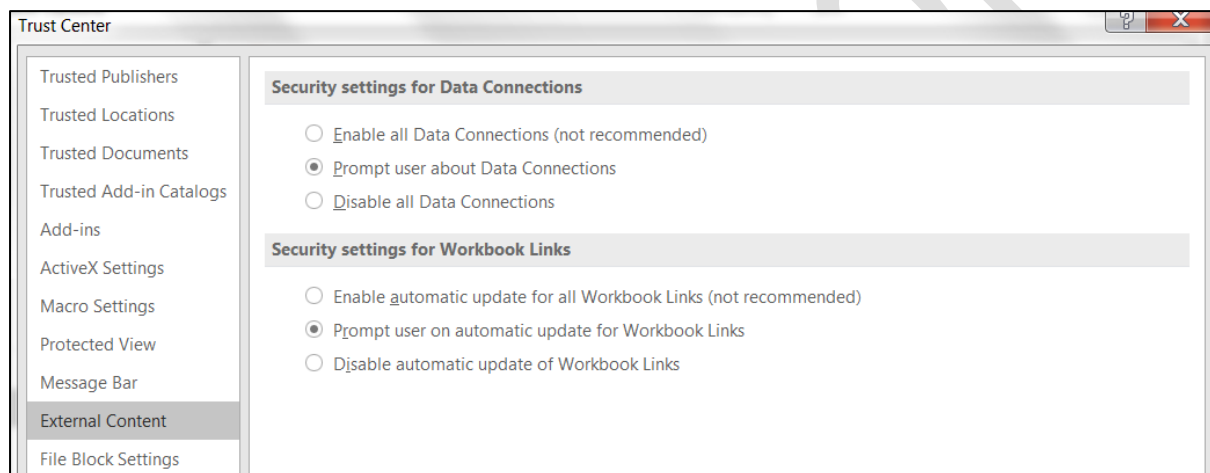 Trust Center
?
X
Trusted Publishers
Trusted Locations
Trusted Documents
Trusted Add-in Catalogs
Add-ins
ActiveX Settings
Macro Settings
Protected View
Message Bar
External Content
File Block Settings
Security settings for Data Connections
Enable all Data Connections (not recommended)
Prompt user about Data Connections
Disable all Data Connections
Security settings for Workbook Links
Enable automatic update for all Workbook Links (not recommended)
Prompt user on automatic update for Workbook Links
Disable automatic update of Workbook Links